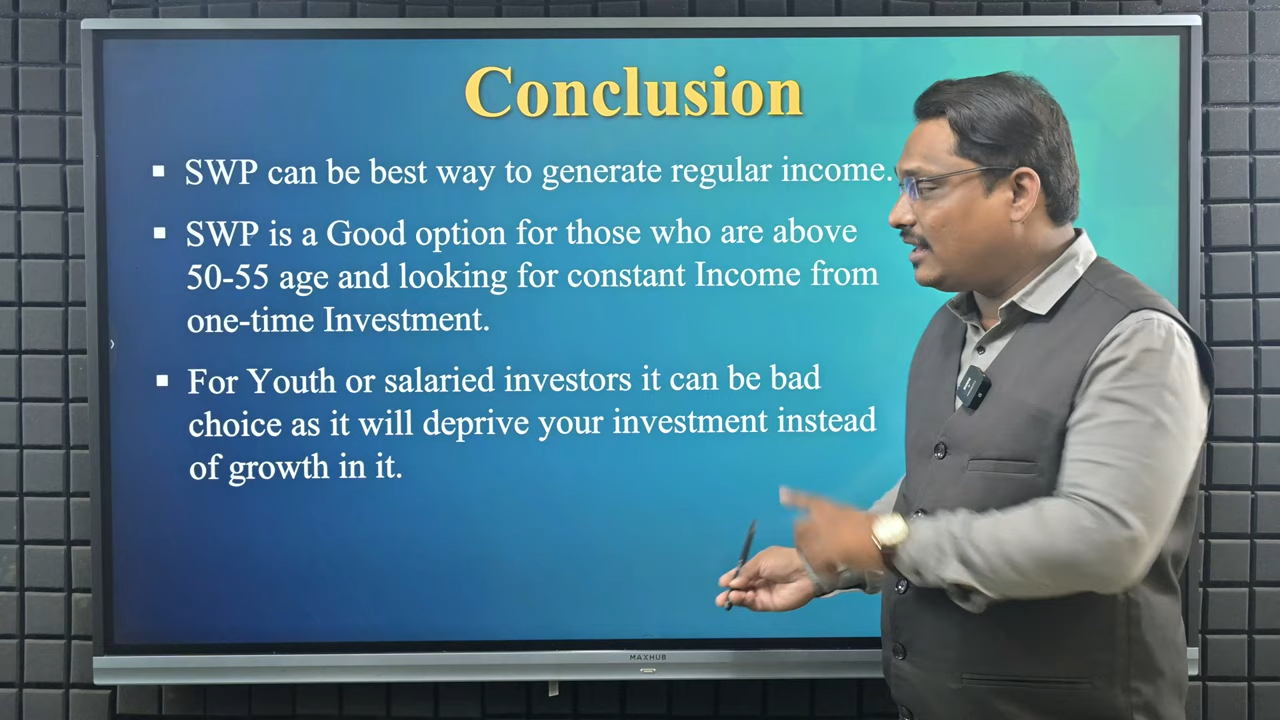 Conclusion
▪ SWP can be best way to generate regular income.
▪ SWP is a Good option for those who are above
50-55 age and looking for constant Income from
one-time Investment.
▪ For Youth or salaried investors it can be bad
choice as it will deprive your investment instead
of growth in it.
MAXHUB